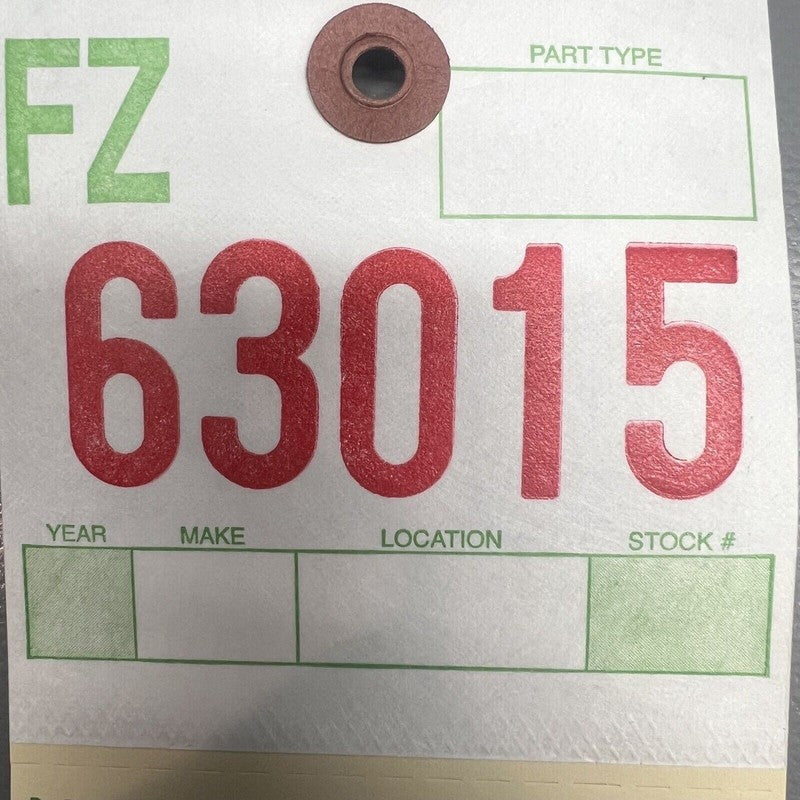 FZ
PART TYPE
63015
YEAR MAKE LOCATION STOCK #